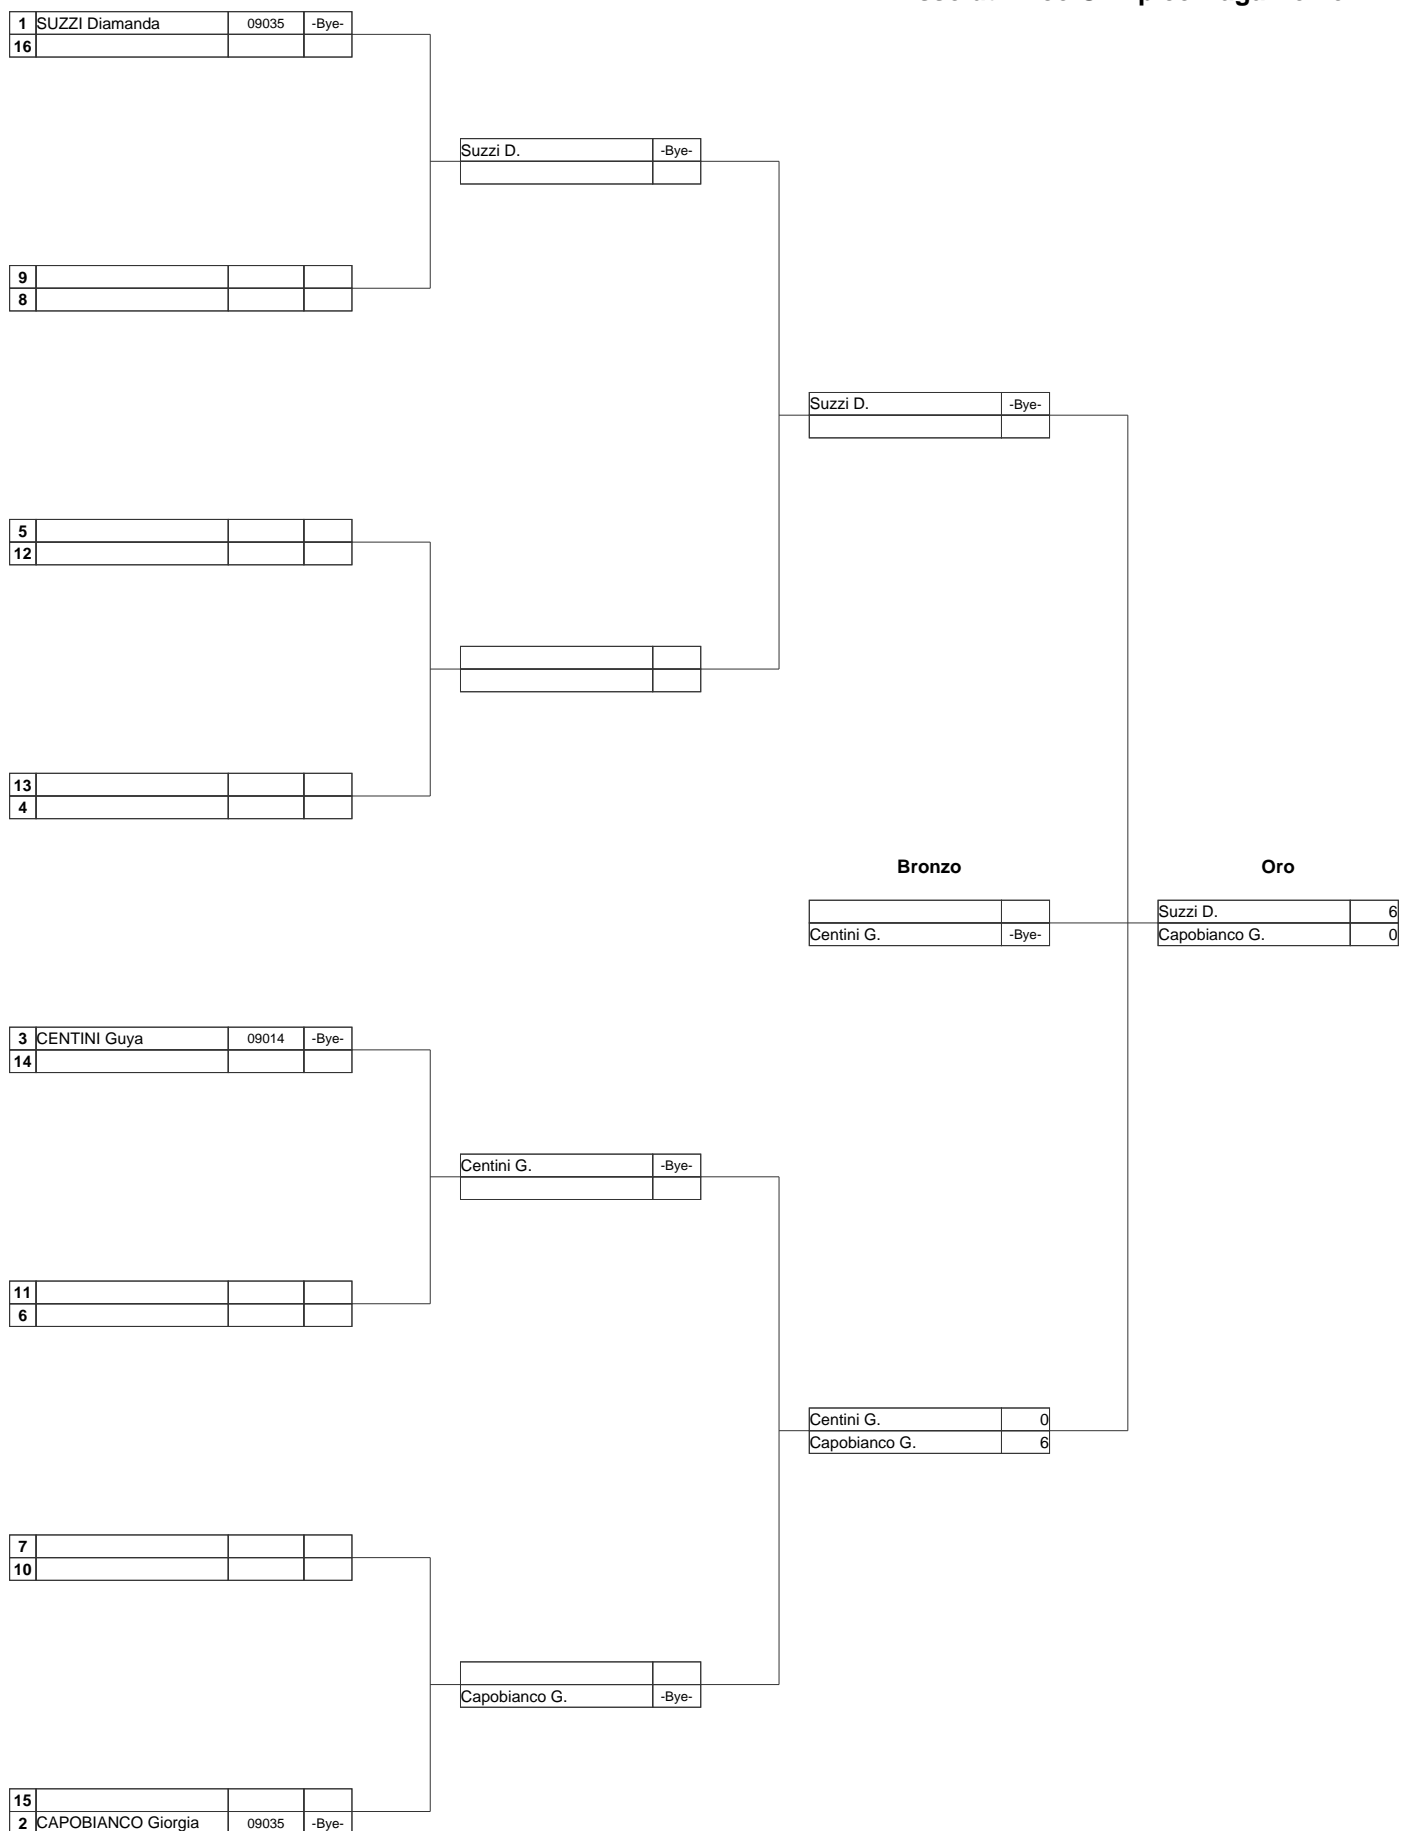 1 SUZZI Diamanda 09035 -Bye-
16
Suzzi D. -Bye-
9
8
Suzzi D. -Bye-
5
12
13
4
Bronzo Oro
Suzzi D. 6
Centini G. -Bye- Capobianco G. 0
3 CENTINI Guya 09014 -Bye-
14
Centini G. -Bye-
11
6
Centini G. 0
Capobianco G. 6
7
10
Capobianco G. -Bye-
15
2 CAPOBIANCO Giorgia 09035 -Bye-